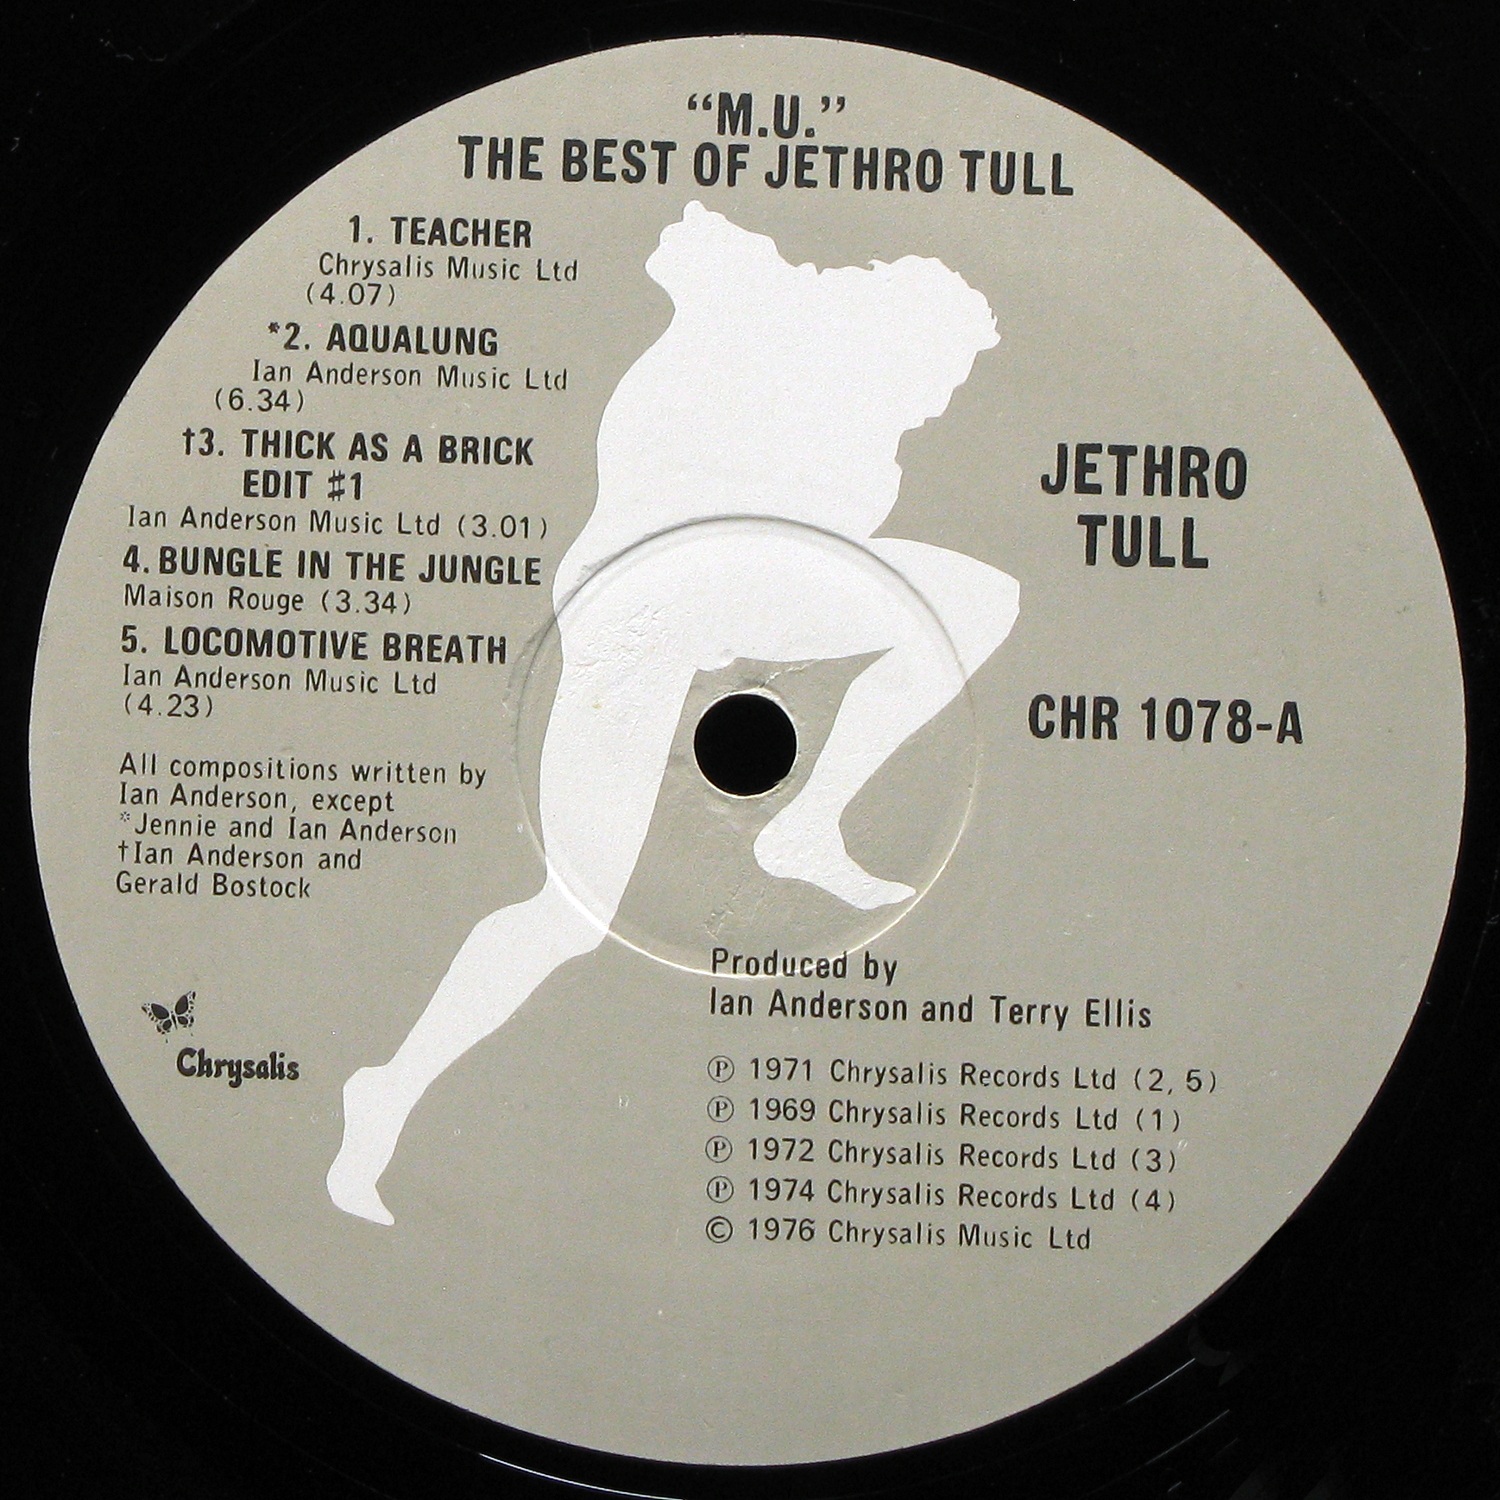 “M.U.”
THE BEST OF JETHRO TULL
1. TEACHER
Chrysalis Music Ltd
(4.07)
*2. AQUALUNG
Ian Anderson Music Ltd
(6.34)
†3. THICK AS A BRICK
EDIT #1
Ian Anderson Music Ltd (3.01)
4. BUNGLE IN THE JUNGLE
Maison Rouge (3.34)
5. LOCOMOTIVE BREATH
Ian Anderson Music Ltd
(4.23)
All compositions written by
Ian Anderson, except
*Jennie and Ian Anderson
†Ian Anderson and
Gerald Bostock
Chrysalis
JETHRO
TULL
CHR 1078-A
Produced by
Ian Anderson and Terry Ellis
Ⓟ 1971 Chrysalis Records Ltd (2, 5)
Ⓟ 1969 Chrysalis Records Ltd (1)
Ⓟ 1972 Chrysalis Records Ltd (3)
Ⓟ 1974 Chrysalis Records Ltd (4)
© 1976 Chrysalis Music Ltd